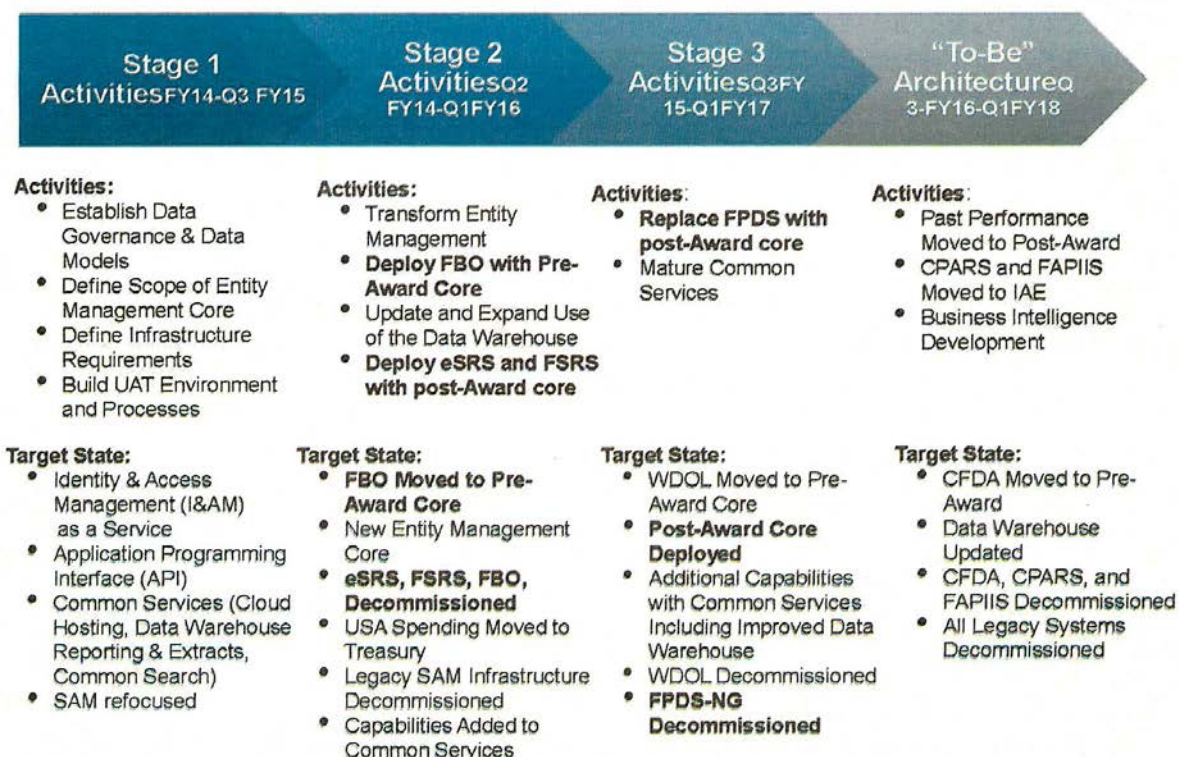 Stage 1
ActivitiesFY14-Q3 FY15
Stage 2
ActivitiesQ2
FY14-Q1FY16
Stage 3
ActivitiesQ3FY
15-Q1FY17
"To-Be"
ArchitectureQ
3-FY16-Q1FY18
Activities:
• Establish Data
Governance & Data
Models
• Define Scope of Entity
Management Core
• Define Infrastructure
Requirements
• Build UAT Environment
and Processes
Activities:
• Transform Entity
Management
• Deploy FBO with Pre-
Award Core
• Update and Expand Use
of the Data Warehouse
• Deploy eSRS and FSRS
with post-Award core
Activities:
• Replace FPDS with
post-Award core
• Mature Common
Services
Activities:
• Past Performance
Moved to Post-Award
• CPARS and FAPIIS
Moved to IAE
• Business Intelligence
Development
Target State:
• Identity & Access
Management (I&AM)
as a Service
• Application Programming
Interface (API)
• Common Services (Cloud
Hosting, Data Warehouse
Reporting & Extracts,
Common Search)
• SAM refocused
Target State:
• FBO Moved to Pre-
Award Core
• New Entity Management
Core
• eSRS, FSRS, FBO,
Decommissioned
• USA Spending Moved to
Treasury
• Legacy SAM Infrastructure
Decommissioned
• Capabilities Added to
Common Services
Target State:
• WDOL Moved to Pre-
Award Core
• Post-Award Core
Deployed
• Additional Capabilities
with Common Services
Including Improved Data
Warehouse
• WDOL Decommissioned
• FPDS-NG
Decommissioned
Target State:
• CFDA Moved to Pre-
Award
• Data Warehouse
Updated
• CFDA, CPARS, and
FAPIIS Decommissioned
• All Legacy Systems
Decommissioned